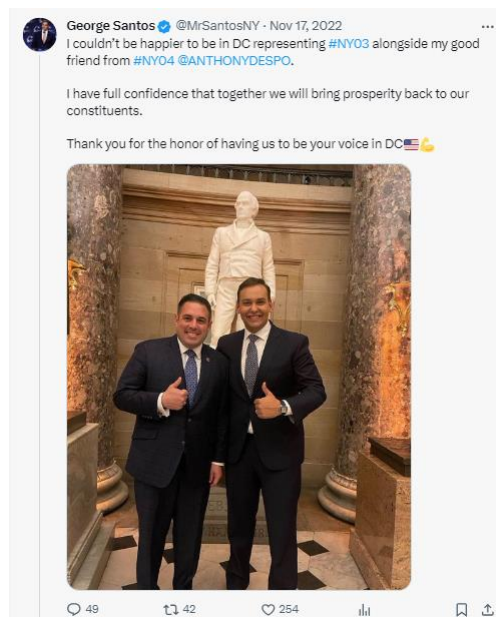 George Santos @MrSantosNY · Nov 17, 2022
I couldn't be happier to be in DC representing #NY03 alongside my good
friend from #NY04 @ANTHONYDESPO.
I have full confidence that together we will bring prosperity back to our
constituents.
Thank you for the honor of having us to be your voice in DC🇺🇸💪
49 42 254